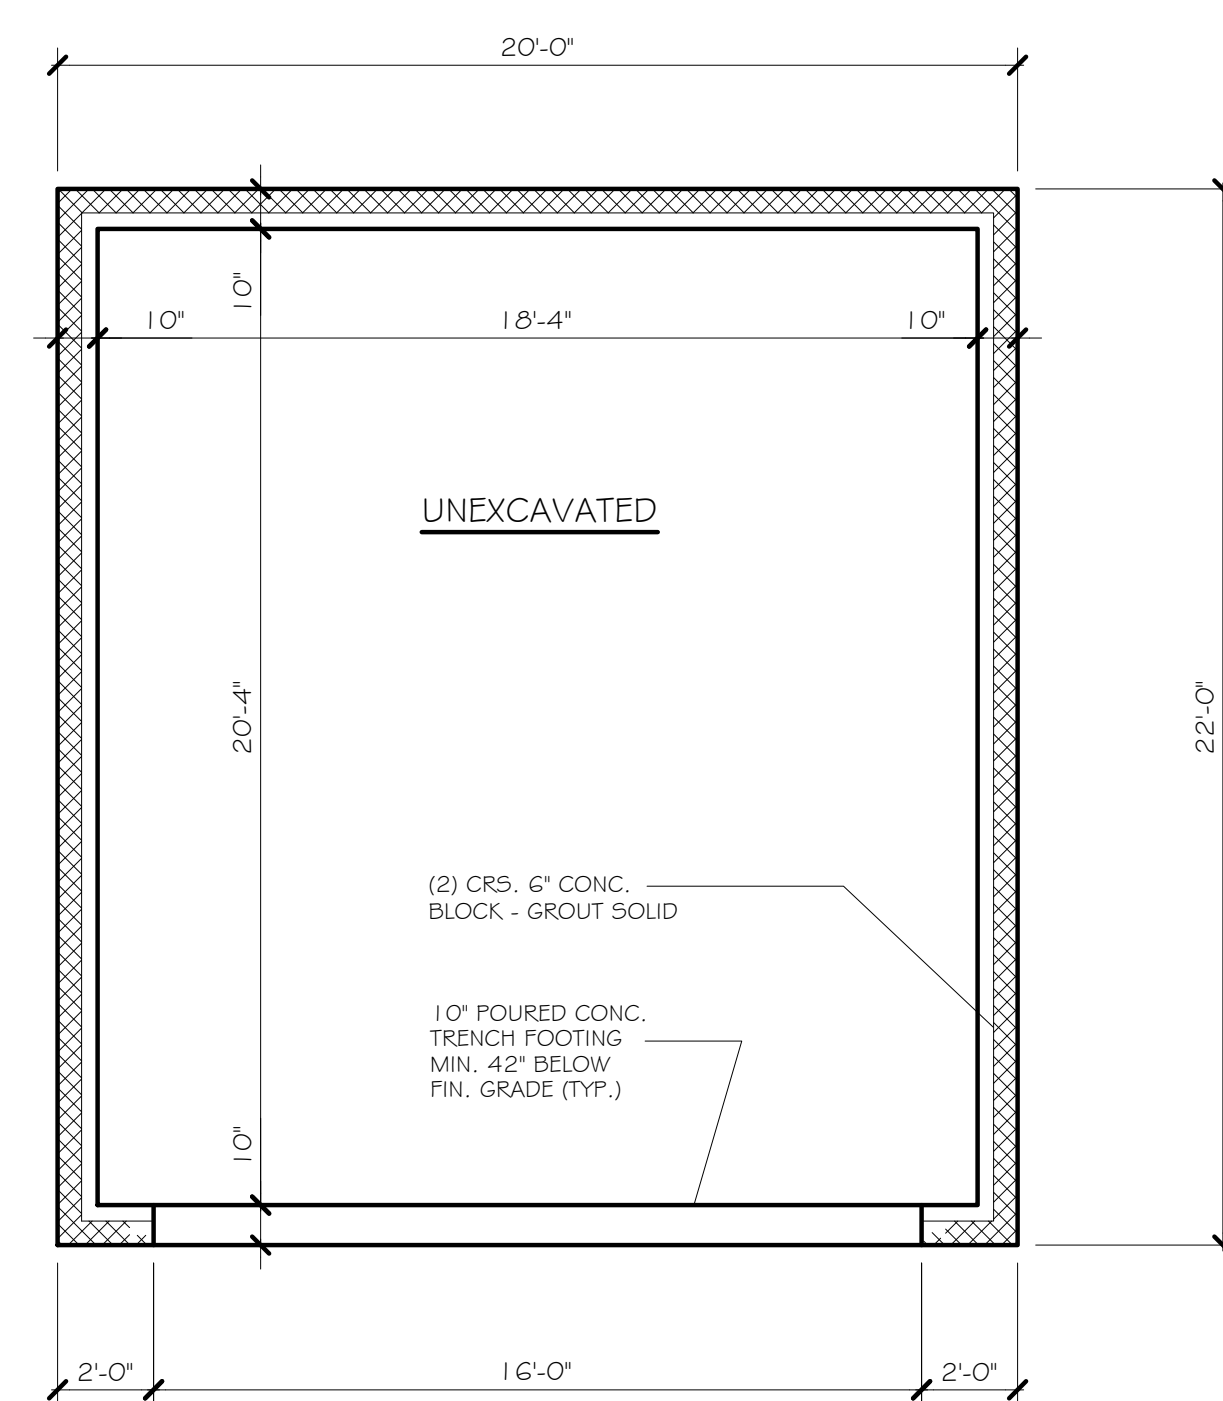 20'-0"
10"
10"
18'-4"
10"
UNEXCAVATED
20'-4"
22'-0"
(2) CRS. 6" CONC.
BLOCK - GROUT SOLID
10" POURED CONC.
TRENCH FOOTING
MIN. 42" BELOW
FIN. GRADE (TYP.)
10"
2'-0"
16'-0"
2'-0"